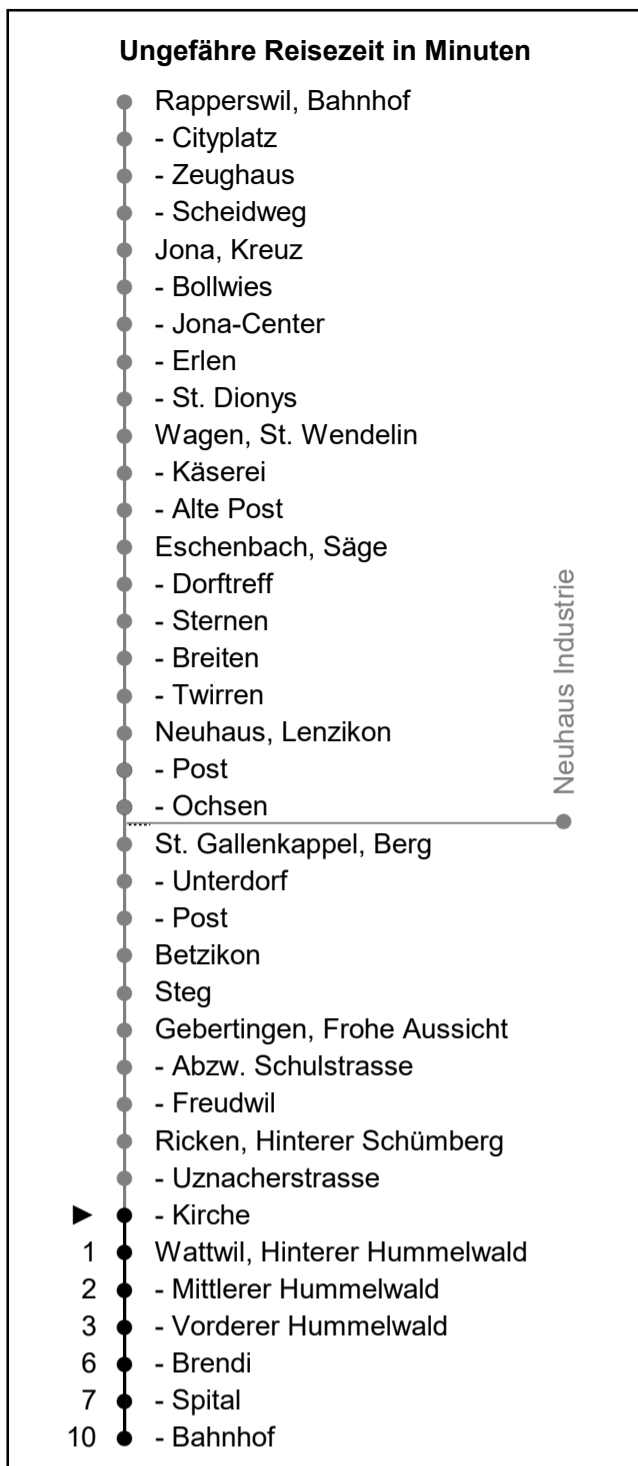 Ungefähre Reisezeit in Minuten
Rapperswil, Bahnhof
- Cityplatz
- Zeughaus
- Scheidweg
Jona, Kreuz
- Bollwies
- Jona-Center
- Erlen
- St. Dionys
Wagen, St. Wendelin
- Käserei
- Alte Post
Eschenbach, Säge
- Dorftreff
- Sternen
- Breiten
- Twirren
Neuhaus, Lenzikon
- Post
- Ochsen
Neuhaus Industrie
St. Gallenkappel, Berg
- Unterdorf
- Post
Betzikon
Steg
Gebertingen, Frohe Aussicht
- Abzw. Schulstrasse
- Freudwil
Ricken, Hinterer Schümberg
- Uznacherstrasse
- Kirche
1 Wattwil, Hinterer Hummelwald
2 - Mittlerer Hummelwald
3 - Vorderer Hummelwald
6 - Brendi
7 - Spital
10 - Bahnhof